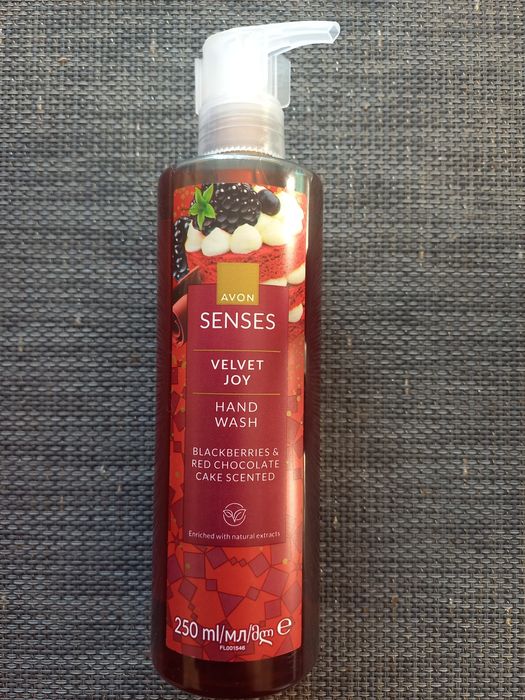 AVON
SENSES
VELVET
JOY
HAND
WASH
BLACKBERRIES &
RED CHOCOLATE
CAKE SCENTED
Enriched with natural extracts
250 ml/мл/მლ ℮
FL001546